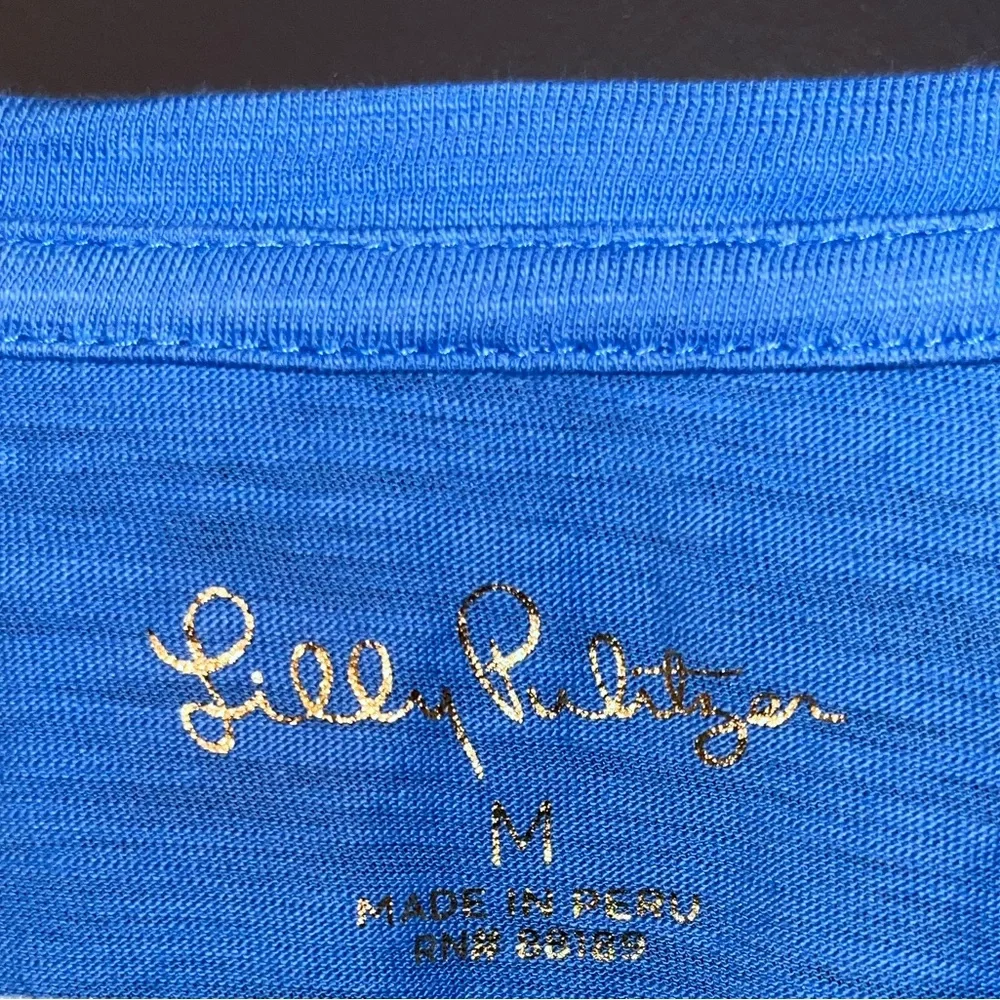 Lilly Pulitzer
M
MADE IN PERU
RN# 88189